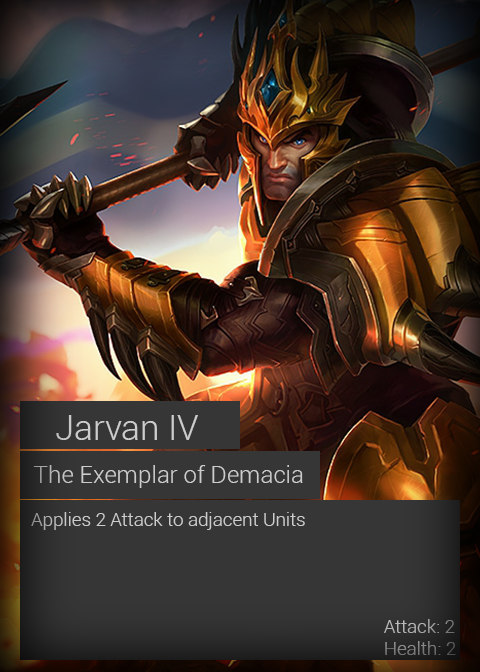 Jarvan IV
The Exemplar of Demacia
Applies 2 Attack to adjacent Units
Attack: 2
Health: 2